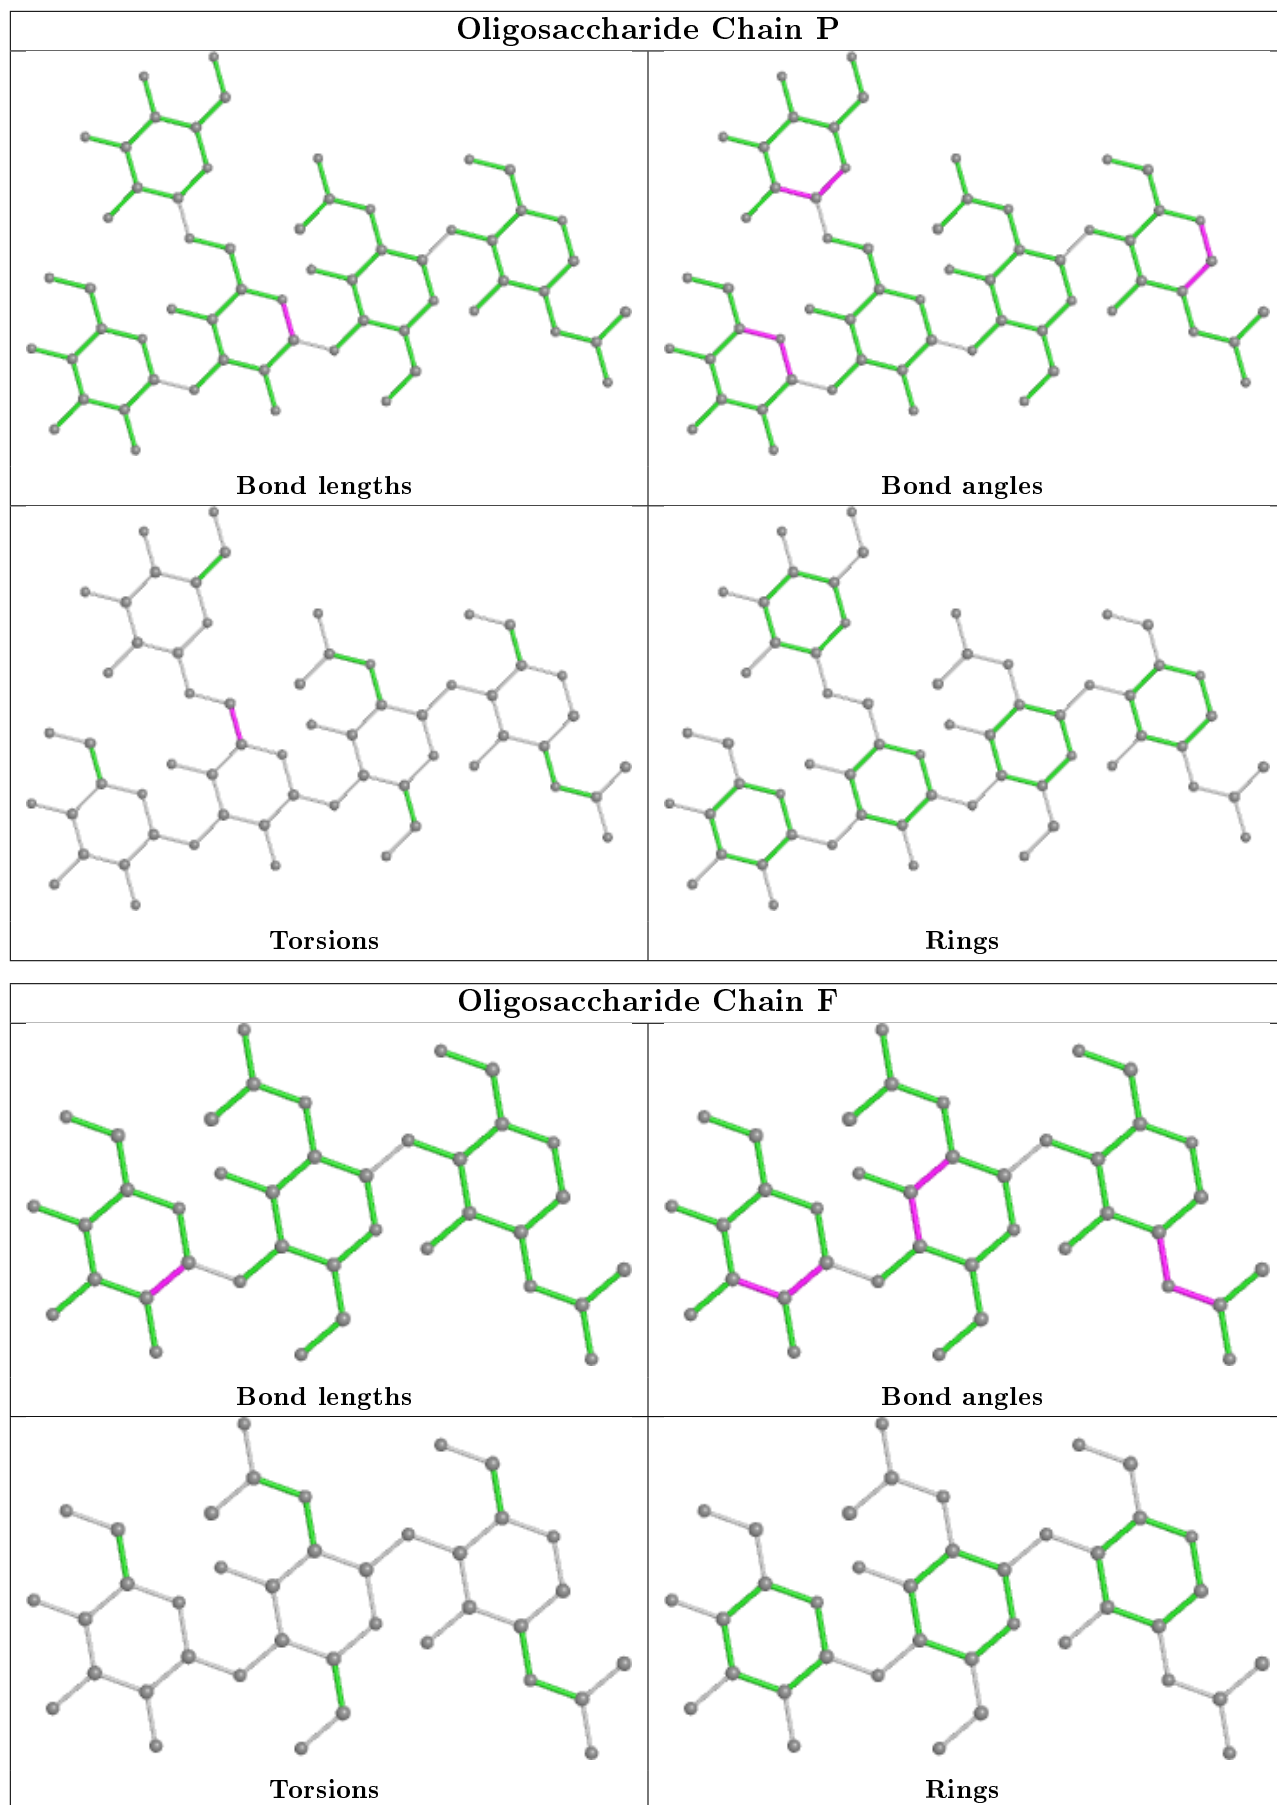 Oligosaccharide Chain P
Bond lengths
Bond angles
Torsions
Rings
Oligosaccharide Chain F
Bond lengths
Bond angles
Torsions
Rings